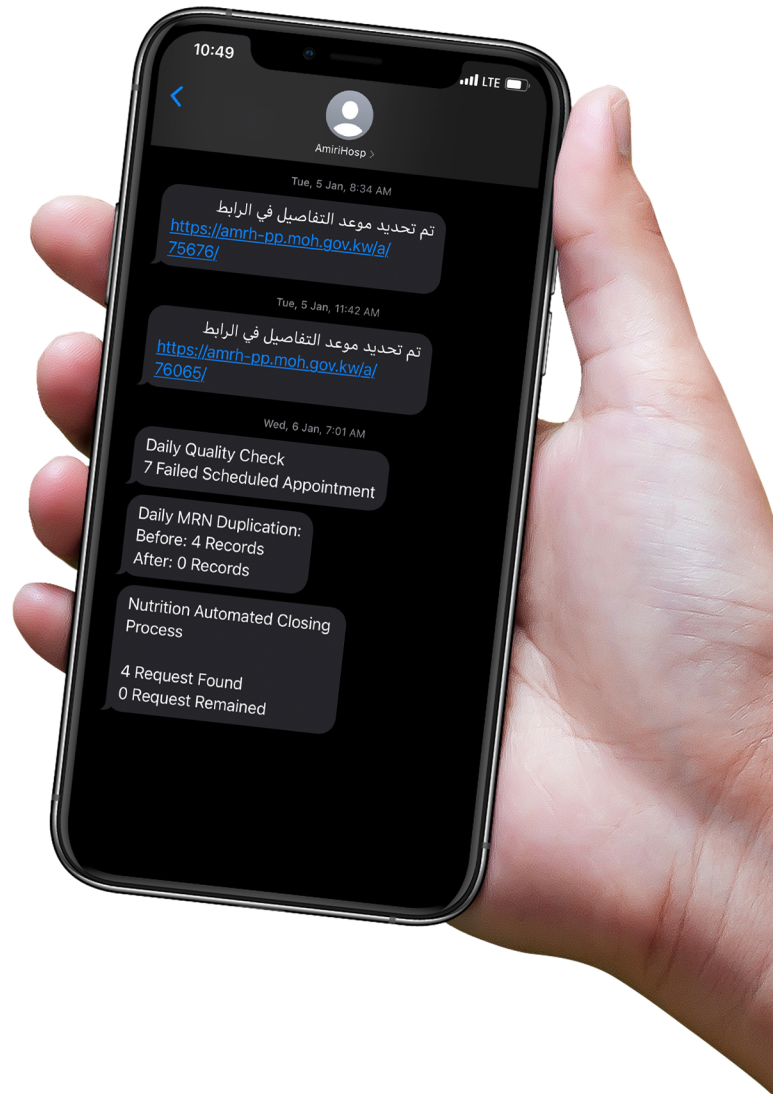 10:49
LTE
AmiriHosp >
Tue, 5 Jan, 8:34 AM
تم تحديد موعد التفاصيل في الرابط
https://amrh-pp.moh.gov.kw/a/
75676/
Tue, 5 Jan, 11:42 AM
تم تحديد موعد التفاصيل في الرابط
https://amrh-pp.moh.gov.kw/a/
76065/
Wed, 6 Jan, 7:01 AM
Daily Quality Check
7 Failed Scheduled Appointment
Daily MRN Duplication:
Before: 4 Records
After: 0 Records
Nutrition Automated Closing
Process
4 Request Found
0 Request Remained